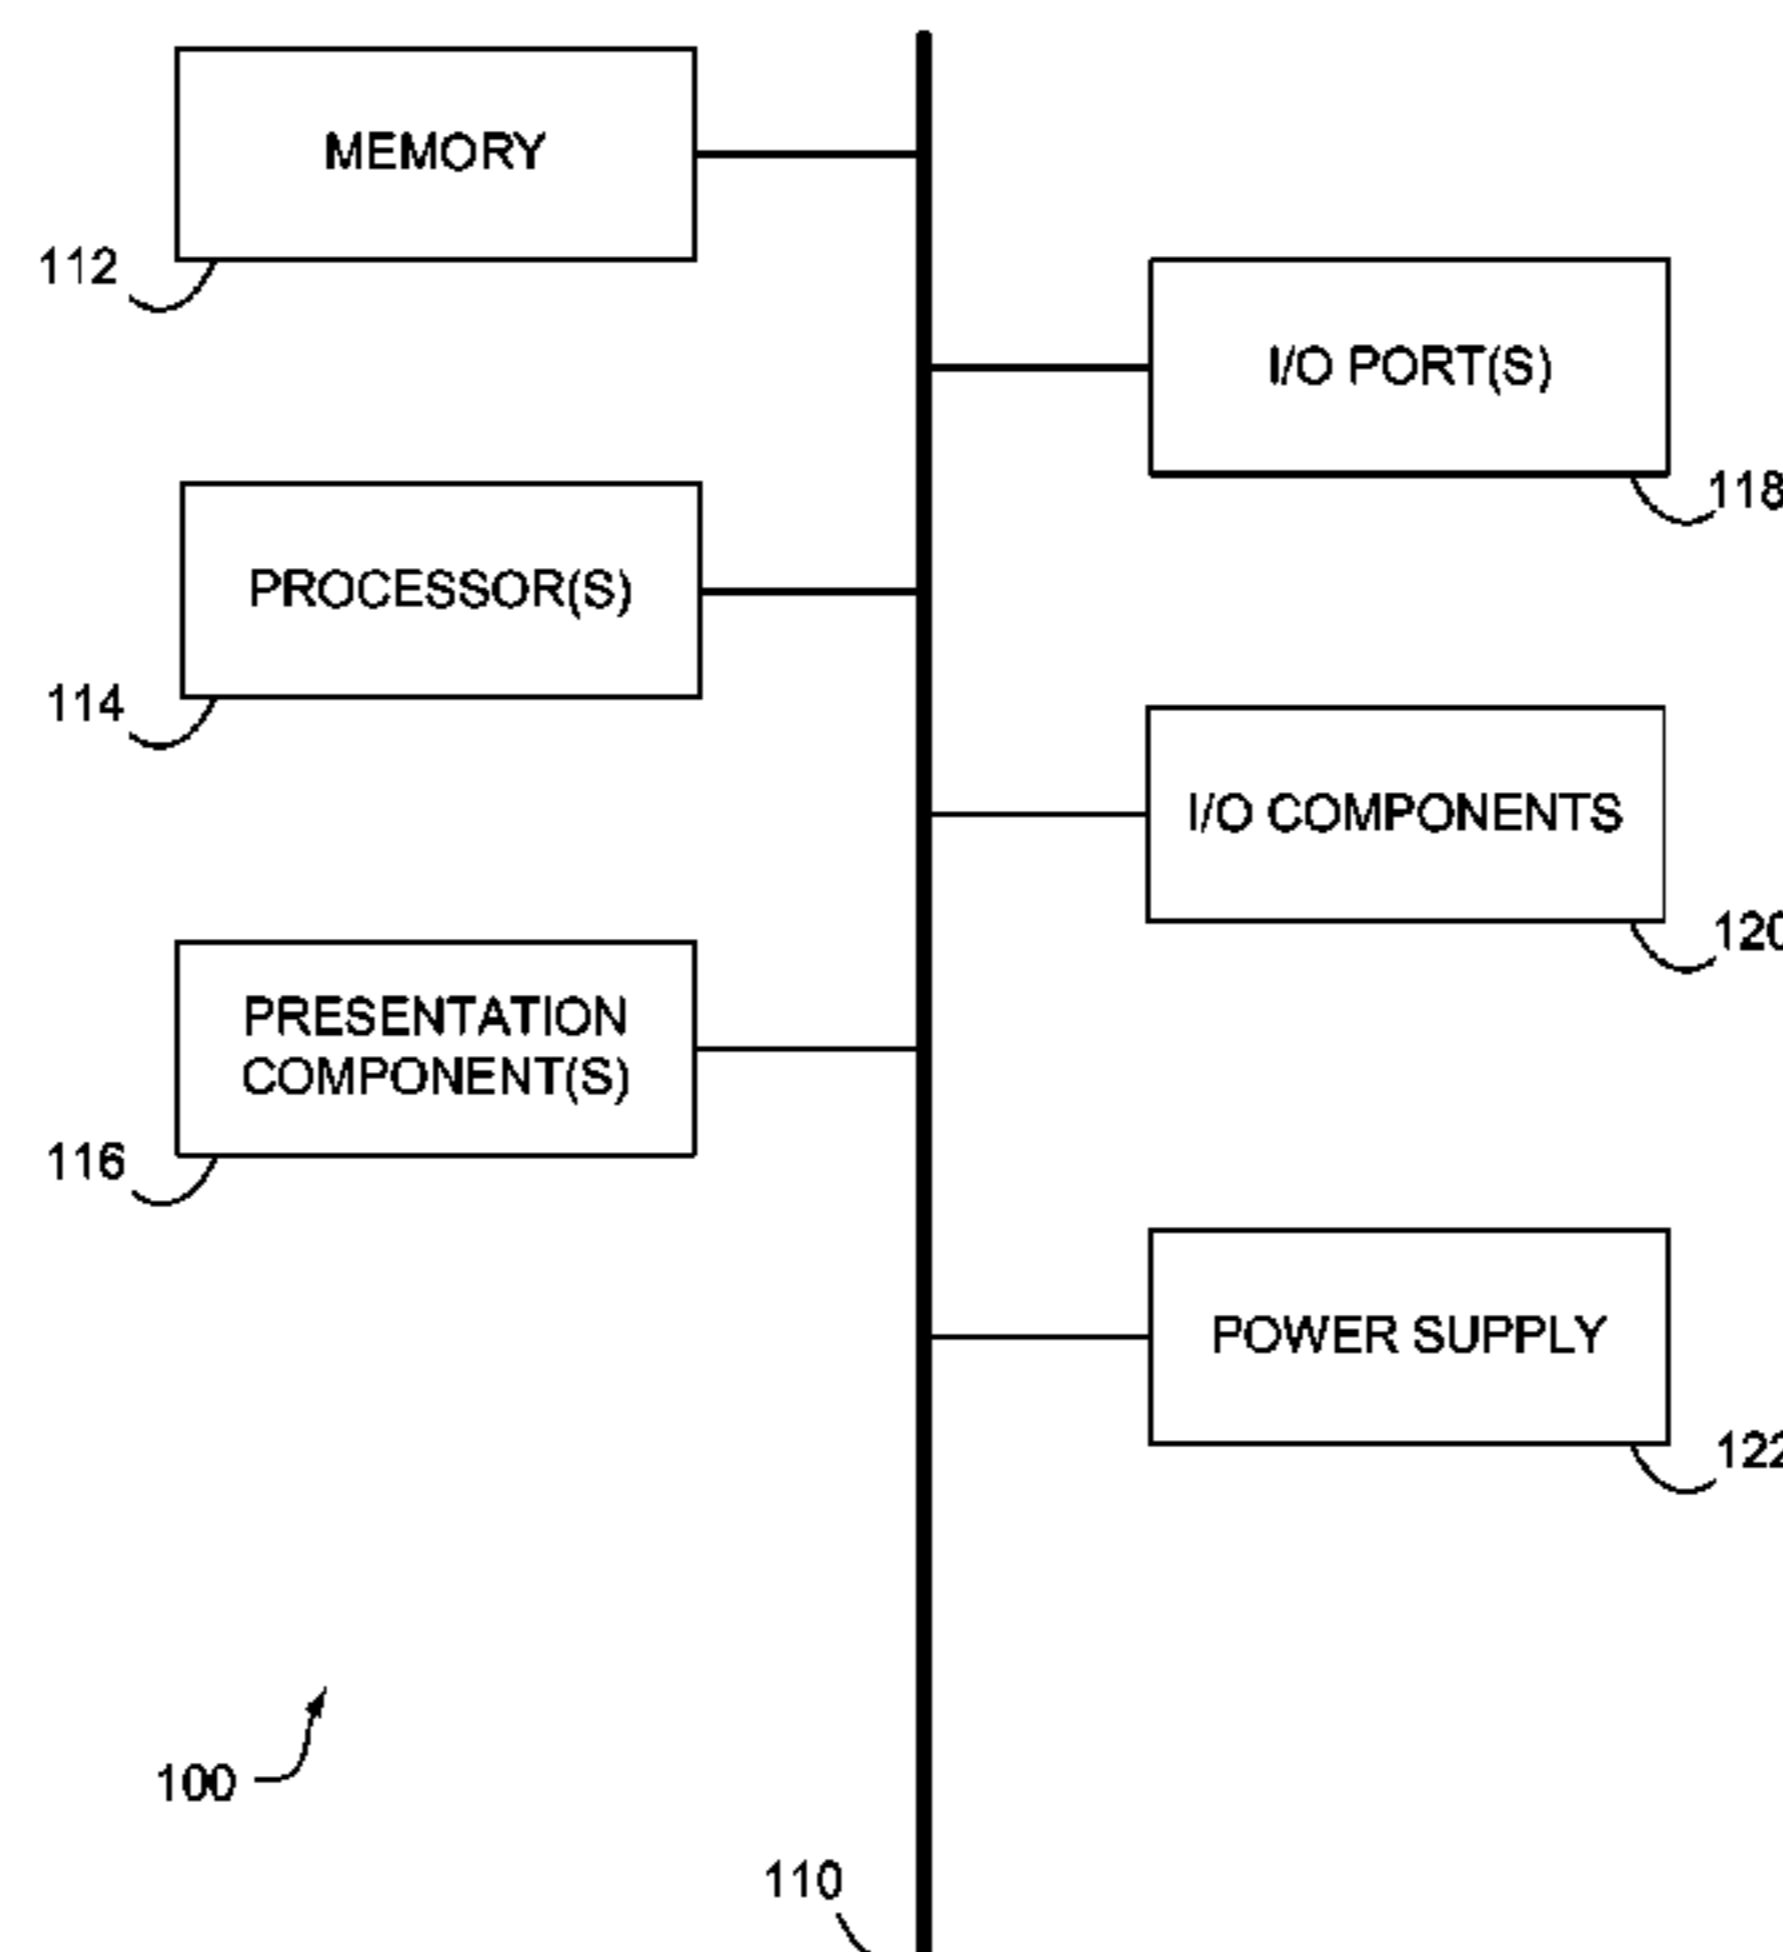 MEMORY
112
I/O PORT(S)
118
PROCESSOR(S)
114
I/O COMPONENTS
120
PRESENTATION
COMPONENT(S)
116
POWER SUPPLY
122
100
110